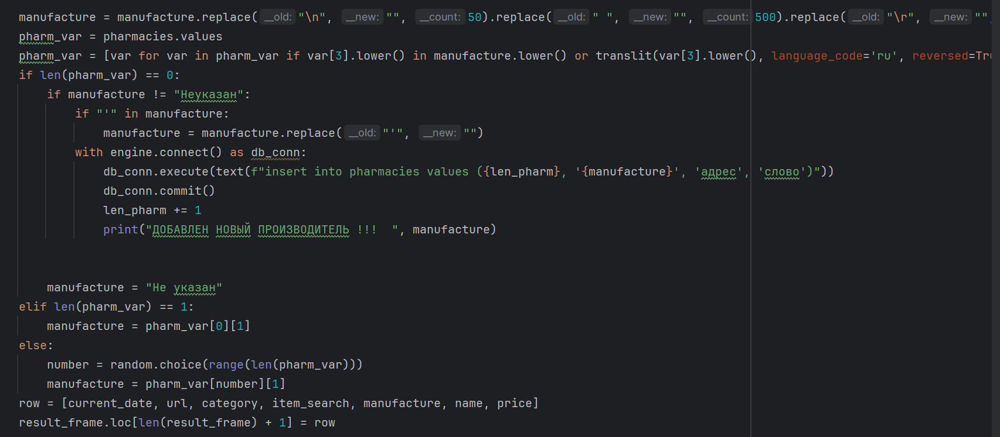 manufacture = manufacture.replace( __old: "\n", __new: "", __count: 50).replace( __old: " ", __new: "", __count: 500).replace( __old: "\r", __new: "",
pharm_var = pharmacies.values
pharm_var = [var for var in pharm_var if var[3].lower() in manufacture.lower() or translit(var[3].lower(), language_code='ru', reversed=Tru
if len(pharm_var) == 0:
    if manufacture != "Неуказан":
        if "'" in manufacture:
            manufacture = manufacture.replace( __old: "'", __new: "")
        with engine.connect() as db_conn:
            db_conn.execute(text(f"insert into pharmacies values ({len_pharm}, '{manufacture}', 'адрес', 'слово')"))
            db_conn.commit()
            len_pharm += 1
            print("ДОБАВЛЕН НОВЫЙ ПРОИЗВОДИТЕЛЬ !!!  ", manufacture)
    manufacture = "Не указан"
elif len(pharm_var) == 1:
    manufacture = pharm_var[0][1]
else:
    number = random.choice(range(len(pharm_var)))
    manufacture = pharm_var[number][1]
row = [current_date, url, category, item_search, manufacture, name, price]
result_frame.loc[len(result_frame) + 1] = row